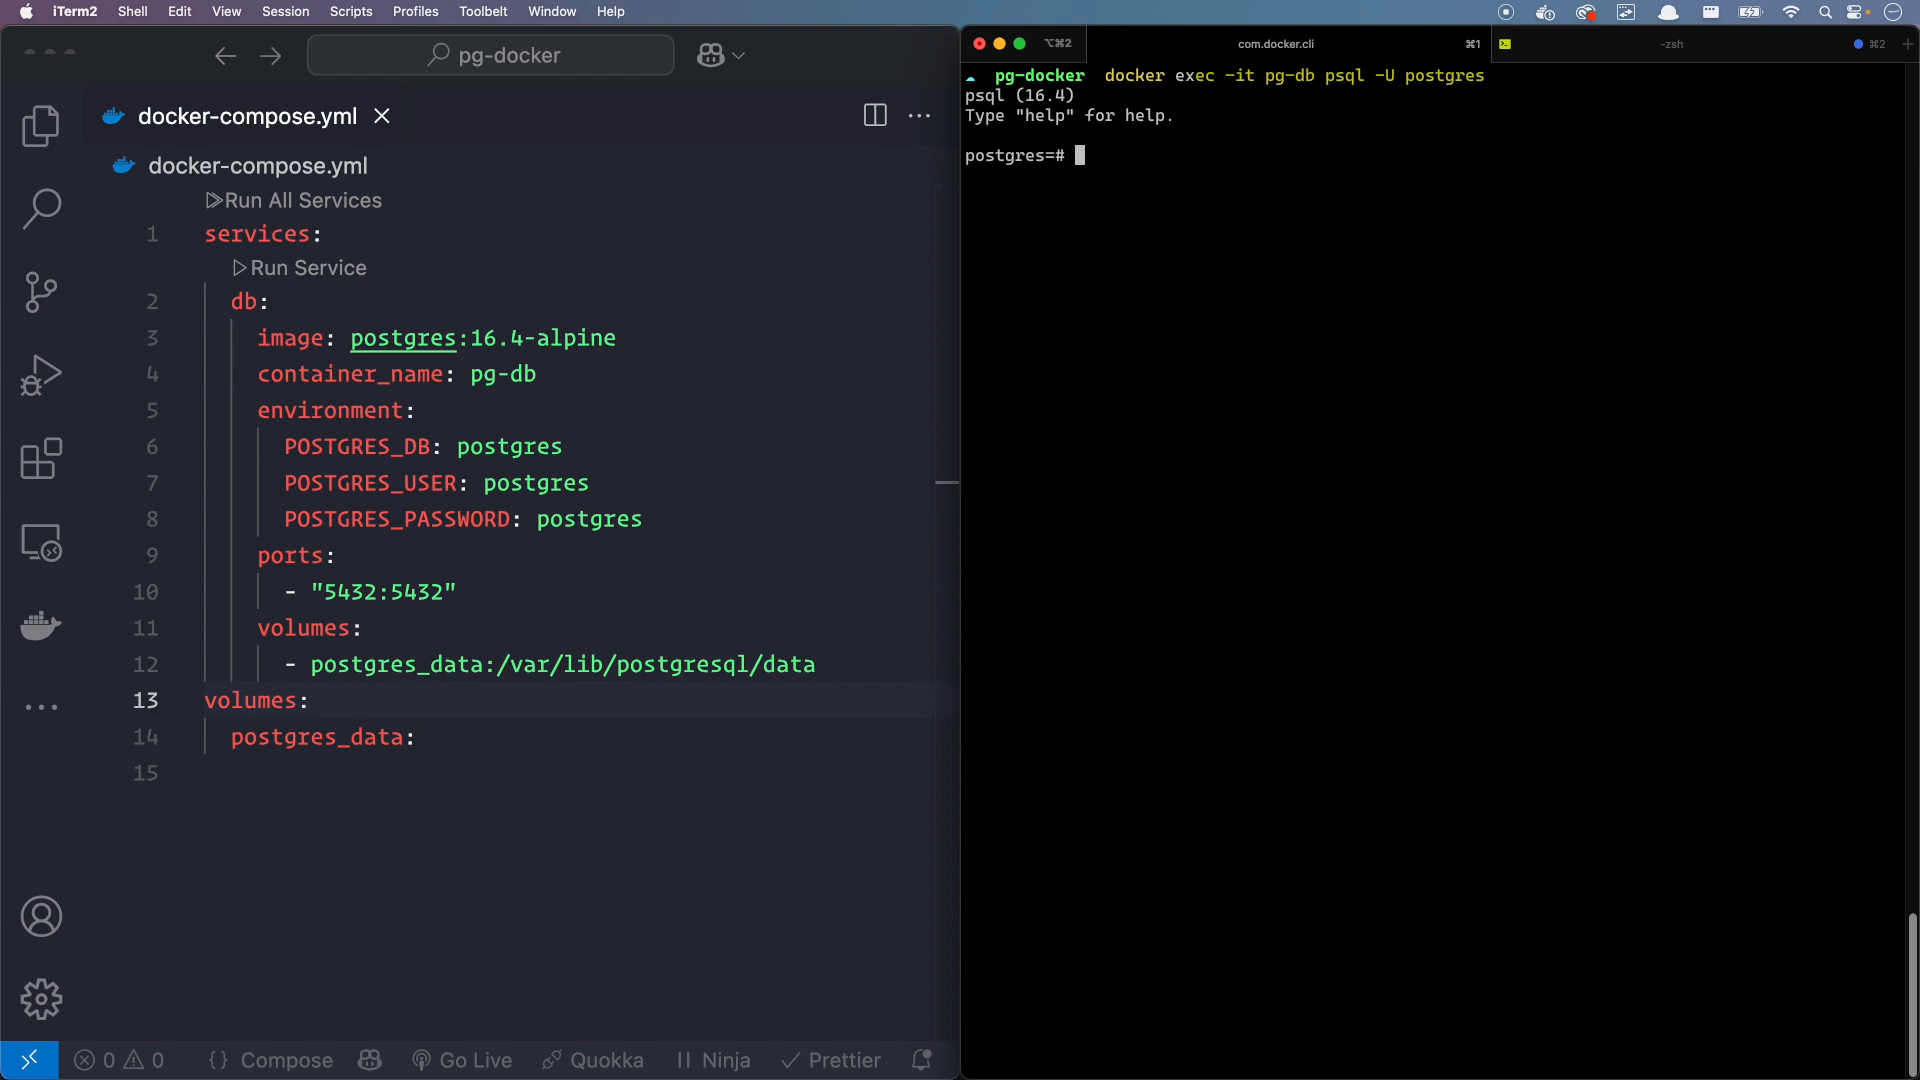 iTerm2 Shell Edit View Session Scripts Profiles Toolbelt Window Help
pg-docker
docker-compose.yml
docker-compose.yml
Run All Services
1 services:
Run Service
2 db:
3 image: postgres:16.4-alpine
4 container_name: pg-db
5 environment:
6 POSTGRES_DB: postgres
7 POSTGRES_USER: postgres
8 POSTGRES_PASSWORD: postgres
9 ports:
10 - "5432:5432"
11 volumes:
12 - postgres_data:/var/lib/postgresql/data
13 volumes:
14 postgres_data:
15
0 0 {} Compose Go Live Quokka Ninja Prettier
⌥⌘2 com.docker.cli ⌘1 -zsh ⌘2
pg-docker docker exec -it pg-db psql -U postgres
psql (16.4)
Type "help" for help.
postgres=#